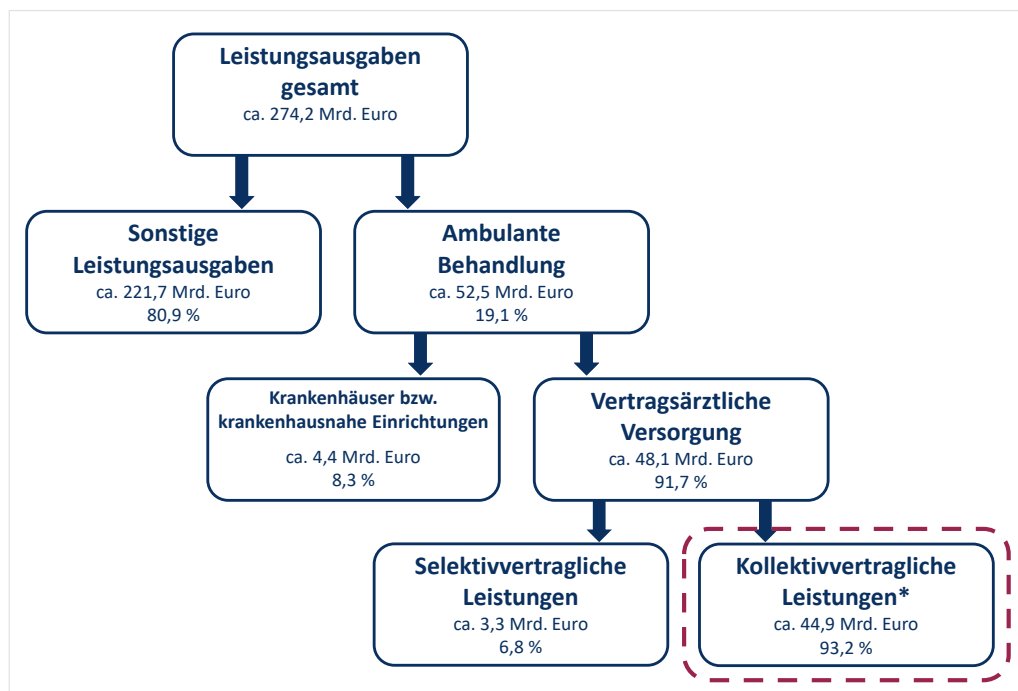 Leistungsausgaben
gesamt
ca. 274,2 Mrd. Euro
Sonstige
Leistungsausgaben
ca. 221,7 Mrd. Euro
80,9 %
Ambulante
Behandlung
ca. 52,5 Mrd. Euro
19,1 %
Krankenhäuser bzw.
krankenhausnahe Einrichtungen
ca. 4,4 Mrd. Euro
8,3 %
Vertragsärztliche
Versorgung
ca. 48,1 Mrd. Euro
91,7 %
Selektivvertragliche
Leistungen
ca. 3,3 Mrd. Euro
6,8 %
Kollektivvertragliche
Leistungen*
ca. 44,9 Mrd. Euro
93,2 %